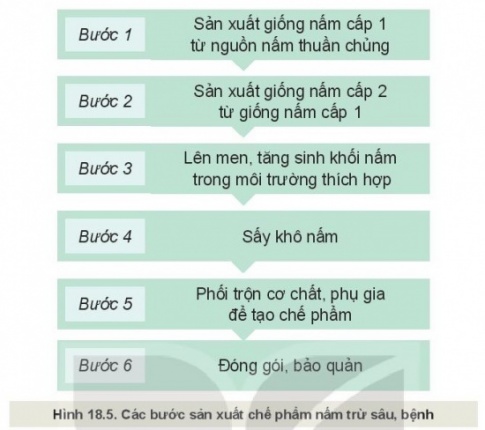 Bước 1
Sản xuất giống nấm cấp 1
từ nguồn nấm thuần chủng
Bước 2
Sản xuất giống nấm cấp 2
từ giống nấm cấp 1
Bước 3
Lên men, tăng sinh khối nấm
trong môi trường thích hợp
Bước 4
Sấy khô nấm
Bước 5
Phối trộn cơ chất, phụ gia
để tạo chế phẩm
Bước 6
Đóng gói, bảo quản
Hình 18.5. Các bước sản xuất chế phẩm nấm trừ sâu, bệnh